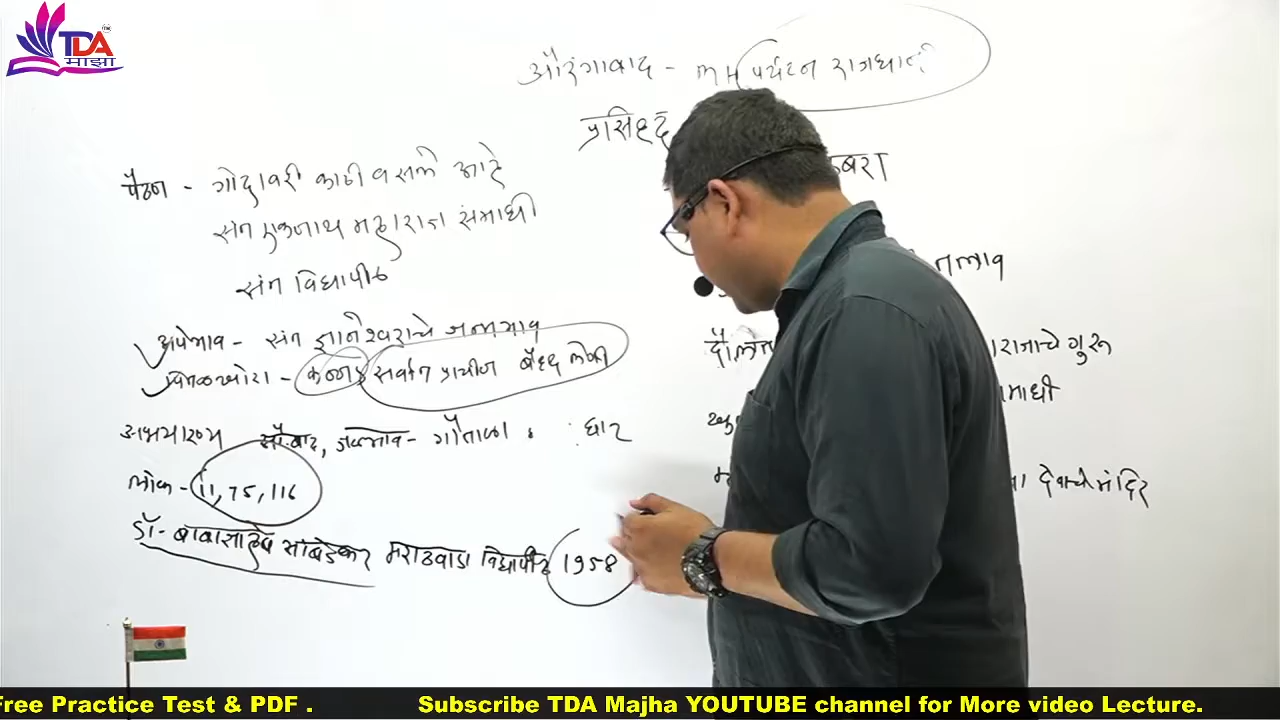 TDA
माझा
औरंगाबाद - MH पर्यटन राजधानी
प्रसिद्ध
पैठण - गोदावरी काठी वसले आहे
संत एकनाथ महाराज समाधी
संत विद्यापीठ
तलाव
आपेगाव - संत ज्ञानेश्वराचे जन्मगाव
पितळखोरा - कन्नड सर्वात प्राचीन बौद्ध लेणी
राजाचे गुरू
समाधी
अभयारण्य जळगाव - गौताळा
मंदिर
लोक - 11,75,116
डॉ. बाबासाहेब आंबेडकर मराठवाडा विद्यापीठ 1958
Free Practice Test & PDF . Subscribe TDA Majha YOUTUBE channel for More video Lecture.